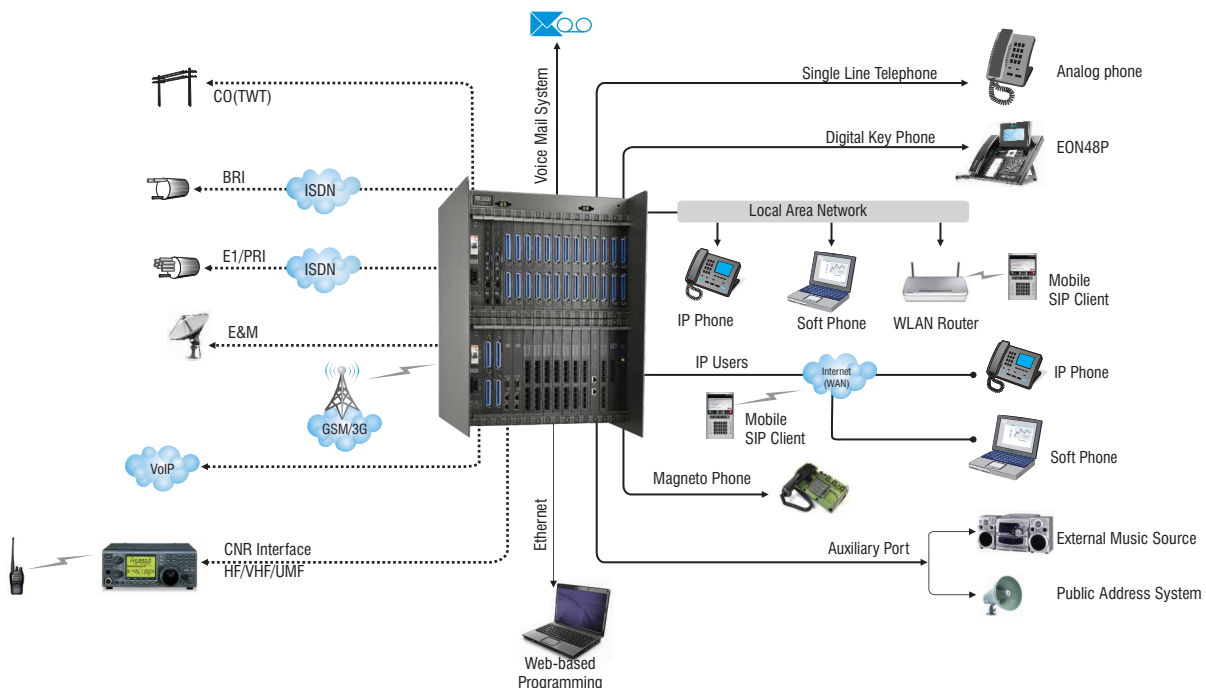 Voice Mail System
CO(TWT)
BRI
ISDN
E1/PRI
ISDN
E&M
GSM/3G
VoIP
CNR Interface
HF/VHF/UMF
Ethernet
Web-based
Programming
Single Line Telephone
Analog phone
Digital Key Phone
EON48P
Local Area Network
IP Phone
Soft Phone
WLAN Router
Mobile
SIP Client
IP Users
Internet
(WAN)
IP Phone
Mobile
SIP Client
Soft Phone
Magneto Phone
Auxiliary Port
External Music Source
Public Address System